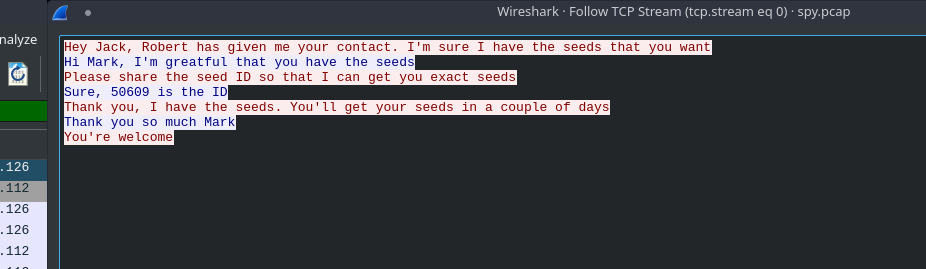 Wireshark · Follow TCP Stream (tcp.stream eq 0) · spy.pcap
nalyze
Hey Jack, Robert has given me your contact. I'm sure I have the seeds that you want
Hi Mark, I'm greatful that you have the seeds
Please share the seed ID so that I can get you exact seeds
Sure, 50609 is the ID
Thank you, I have the seeds. You'll get your seeds in a couple of days
Thank you so much Mark
You're welcome
.126
.112
.126
.126
.112